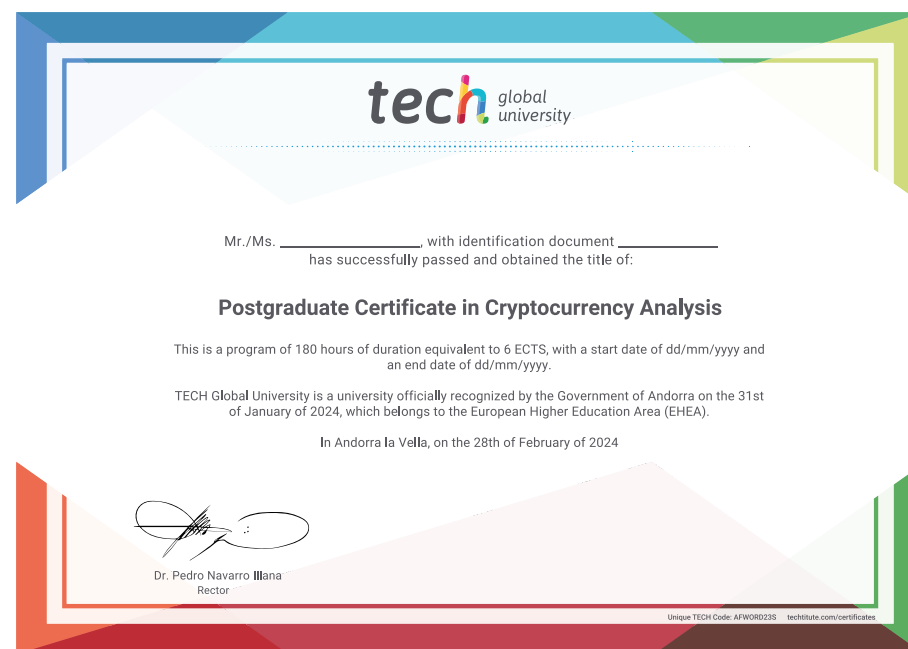 tech global university
Mr./Ms. ____________________, with identification document ______________
has successfully passed and obtained the title of:
Postgraduate Certificate in Cryptocurrency Analysis
This is a program of 180 hours of duration equivalent to 6 ECTS, with a start date of dd/mm/yyyy and
an end date of dd/mm/yyyy.
TECH Global University is a university officially recognized by the Government of Andorra on the 31st
of January of 2024, which belongs to the European Higher Education Area (EHEA).
In Andorra la Vella, on the 28th of February of 2024
Dr. Pedro Navarro Illana
Rector
Unique TECH Code: AFWORD23S techtitute.com/certificates